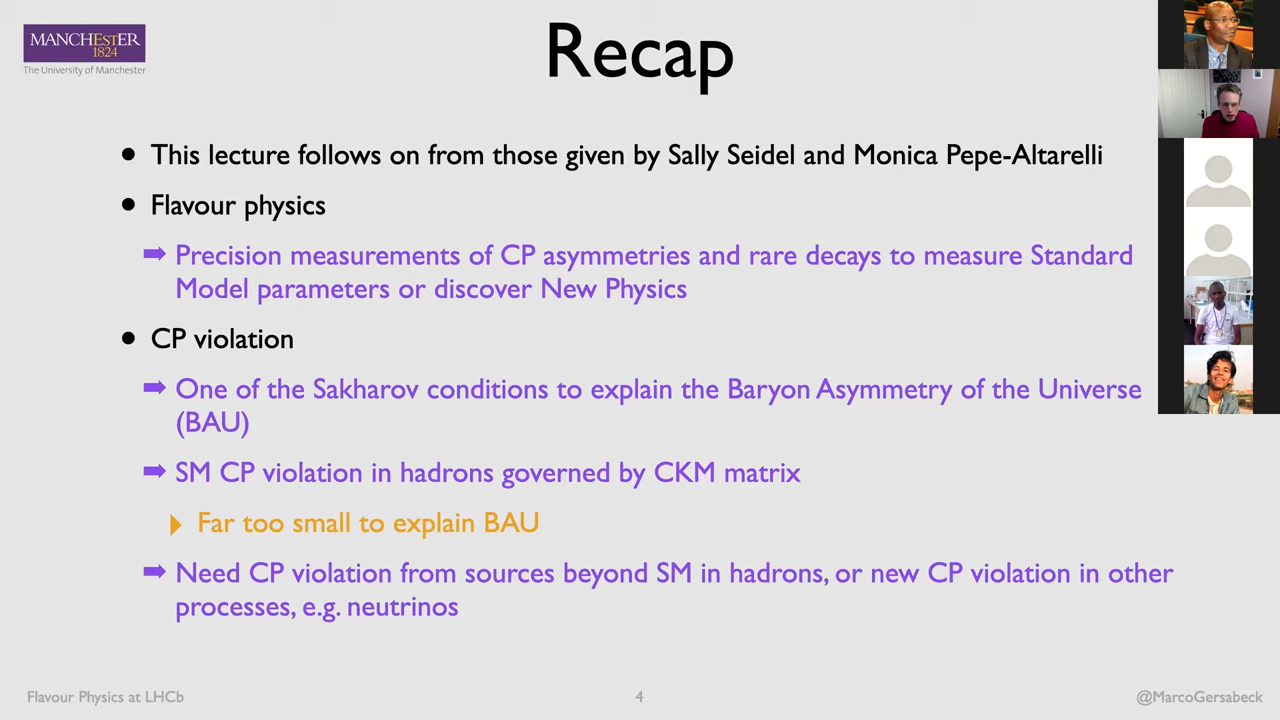 MANCHESTER
1824
The University of Manchester
Recap
• This lecture follows on from those given by Sally Seidel and Monica Pepe-Altarelli
• Flavour physics
➡ Precision measurements of CP asymmetries and rare decays to measure Standard
Model parameters or discover New Physics
• CP violation
➡ One of the Sakharov conditions to explain the Baryon Asymmetry of the Universe
(BAU)
➡ SM CP violation in hadrons governed by CKM matrix
‣ Far too small to explain BAU
➡ Need CP violation from sources beyond SM in hadrons, or new CP violation in other
processes, e.g. neutrinos
Flavour Physics at LHCb
4
@MarcoGersabeck